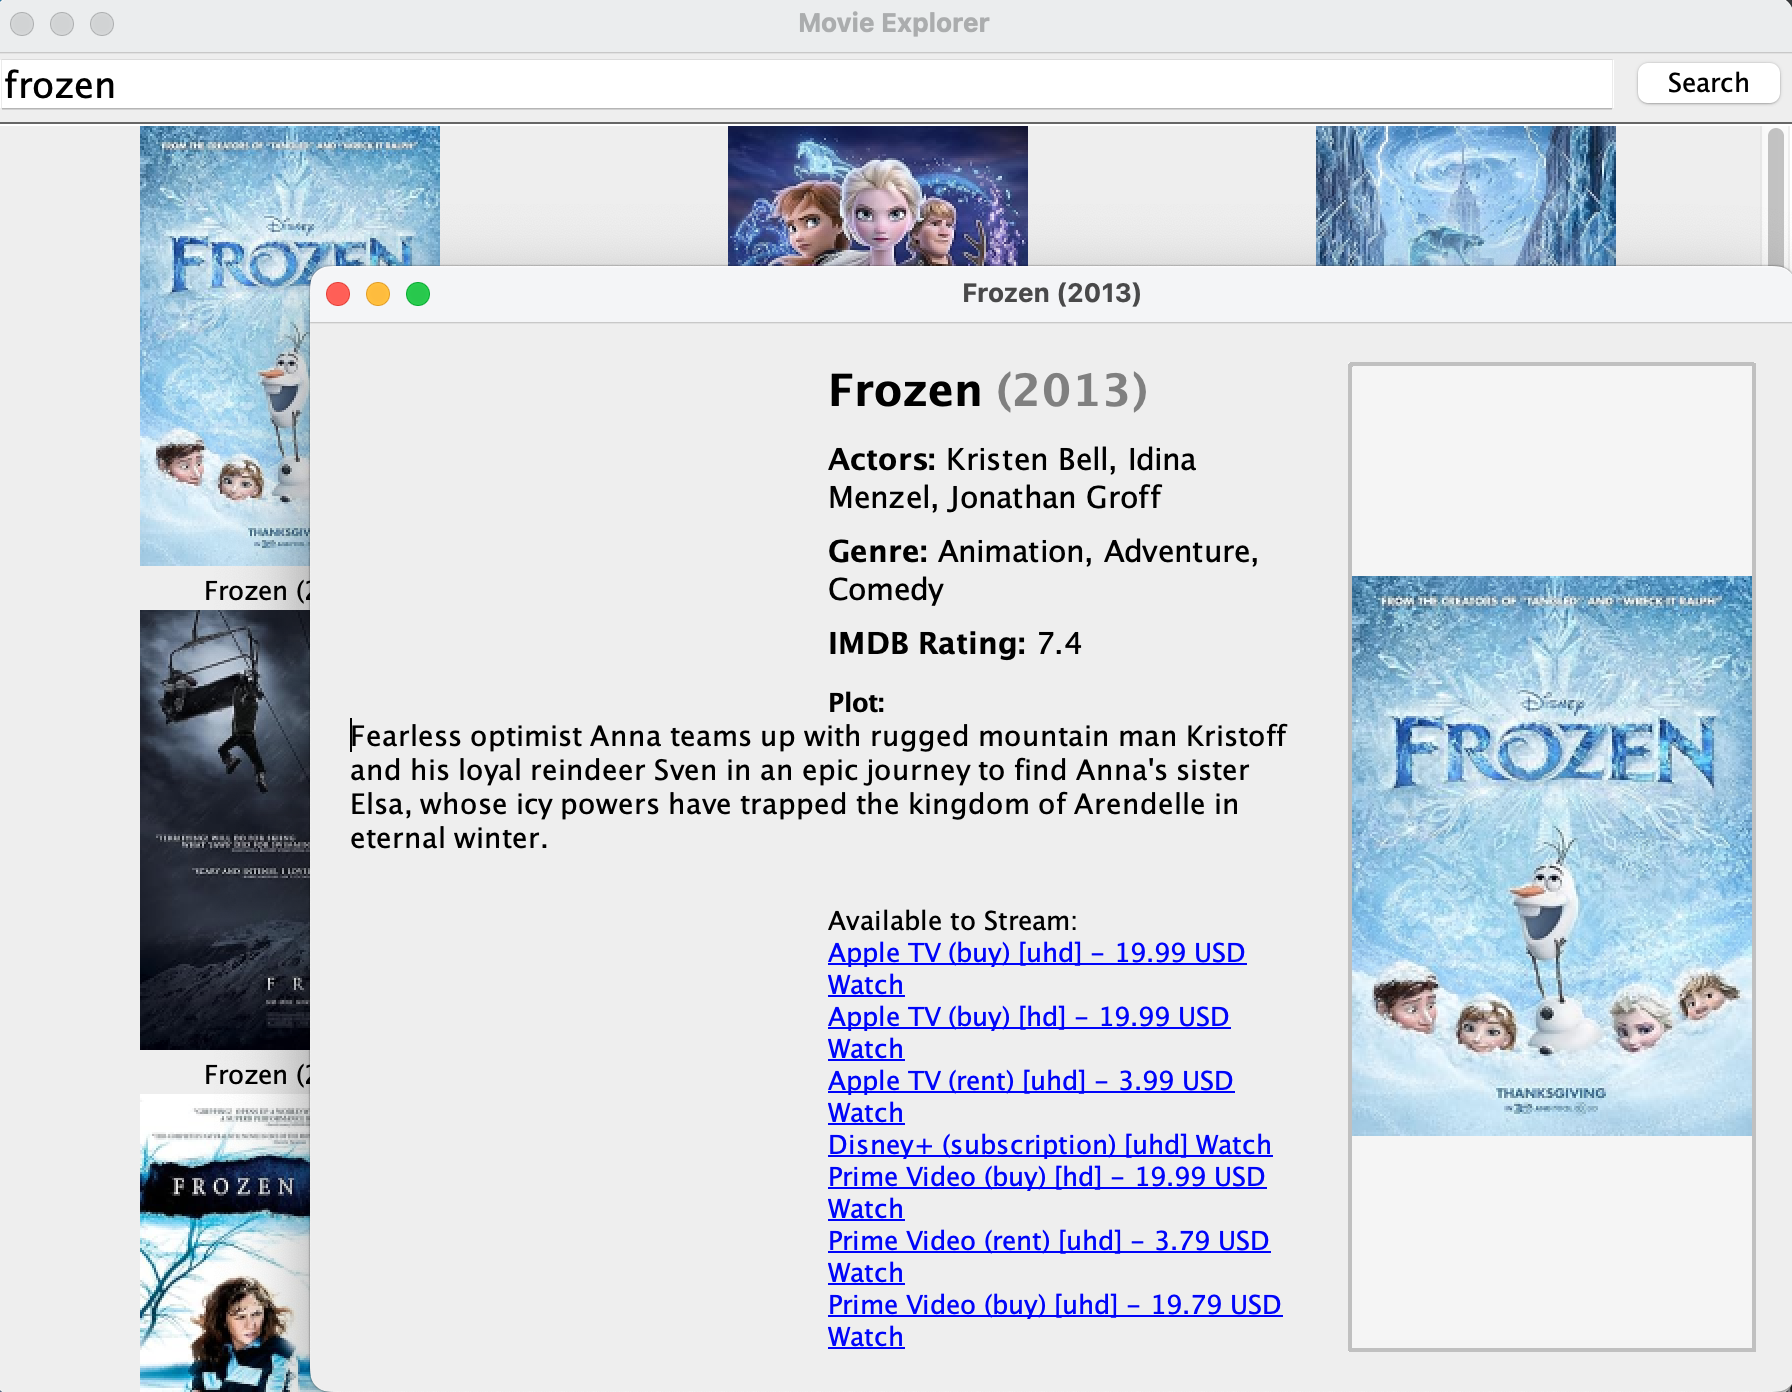 Movie Explorer
frozen
Search
FROM THE CREATORS OF "TANGLED" AND "WRECK-IT RALPH"
Disney
FROZEN
THANKSGIV
Frozen (2
F R
Frozen (2
FROZEN
Frozen (2013)
Frozen (2013)
Actors: Kristen Bell, Idina
Menzel, Jonathan Groff
Genre: Animation, Adventure,
Comedy
IMDB Rating: 7.4
Plot:
Fearless optimist Anna teams up with rugged mountain man Kristoff
and his loyal reindeer Sven in an epic journey to find Anna's sister
Elsa, whose icy powers have trapped the kingdom of Arendelle in
eternal winter.
Available to Stream:
Apple TV (buy) [uhd] – 19.99 USD
Watch
Apple TV (buy) [hd] – 19.99 USD
Watch
Apple TV (rent) [uhd] – 3.99 USD
Watch
Disney+ (subscription) [uhd] Watch
Prime Video (buy) [hd] – 19.99 USD
Watch
Prime Video (rent) [uhd] – 3.79 USD
Watch
Prime Video (buy) [uhd] – 19.79 USD
Watch
FROM THE CREATORS OF "TANGLED" AND "WRECK-IT RALPH"
Disney
FROZEN
THANKSGIVING